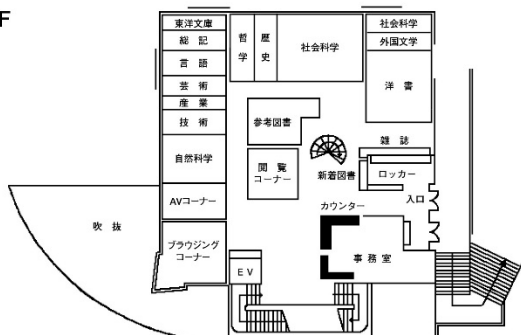 F
東洋文庫
総記
言語
芸術
産業
技術
自然科学
AVコーナー
ブラウジング
コーナー
哲学
歴史
社会科学
社会科学
外国文学
洋書
参考図書
閲覧
コーナー
新着図書
雑誌
ロッカー
入口
カウンター
事務室
EV
吹抜